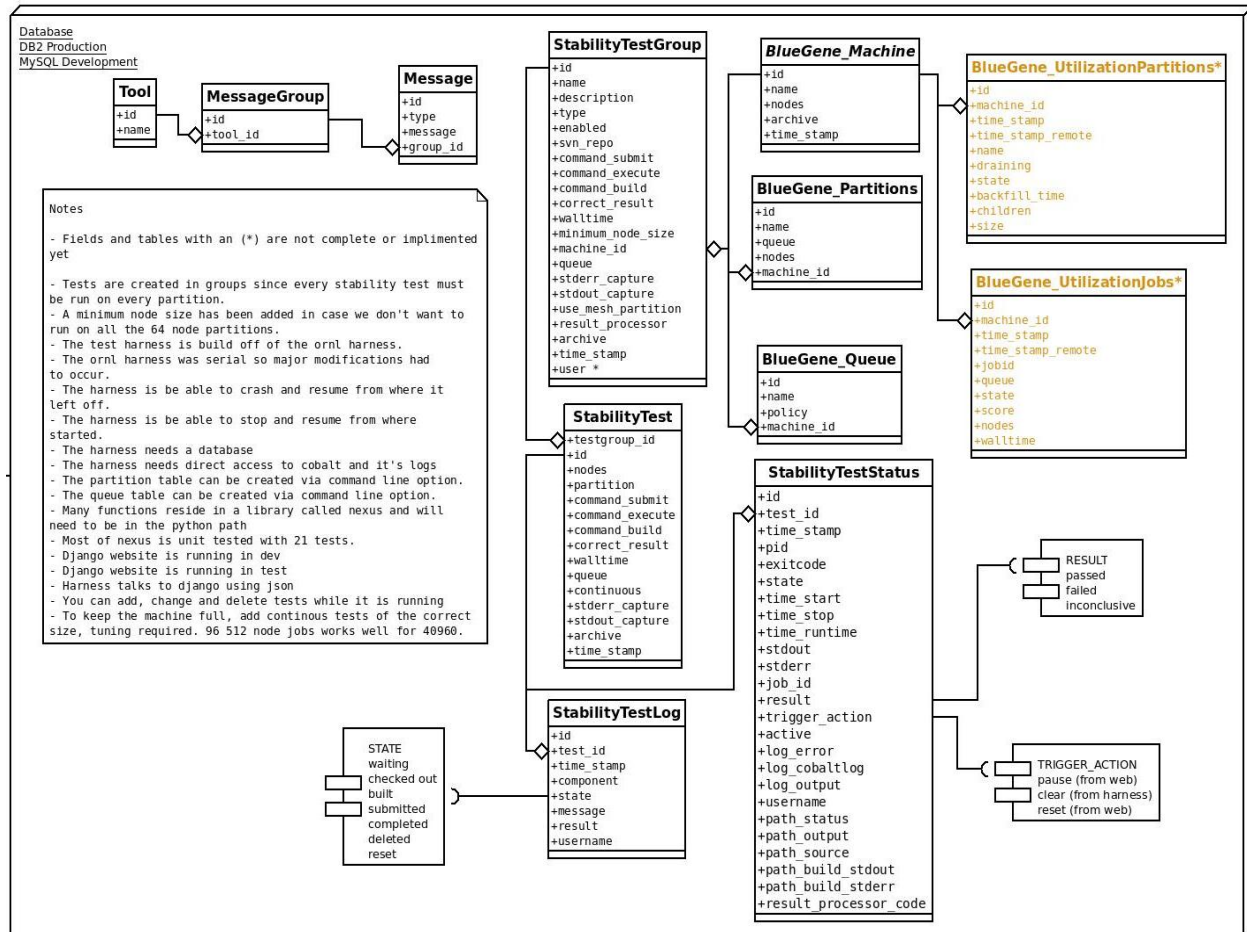 Database
DB2 Production
MySQL Development
Tool
+id
+name
MessageGroup
+id
+tool_id
Message
+id
+type
+message
+group_id
Notes
- Fields and tables with an (*) are not complete or implimented
yet
- Tests are created in groups since every stability test must
be run on every partition.
- A minimum node size has been added in case we don't want to
run on all the 64 node partitions.
- The test harness is build off of the ornl harness.
- The ornl harness was serial so major modifications had
to occur.
- The harness is be able to crash and resume from where it
left off.
- The harness is be able to stop and resume from where
started.
- The harness needs a database
- The harness needs direct access to cobalt and it's logs
- The partition table can be created via command line option.
- The queue table can be created via command line option.
- Many functions reside in a library called nexus and will
need to be in the python path
- Most of nexus is unit tested with 21 tests.
- Django website is running in dev
- Django website is running in test
- Harness talks to django using json
- You can add, change and delete tests while it is running
- To keep the machine full, add continous tests of the correct
size, tuning required. 96 512 node jobs works well for 40960.
StabilityTestGroup
+id
+name
+description
+type
+enabled
+svn_repo
+command_submit
+command_execute
+command_build
+correct_result
+walltime
+minimum_node_size
+machine_id
+queue
+stderr_capture
+stdout_capture
+use_mesh_partition
+result_processor
+archive
+time_stamp
+user *
StabilityTest
+testgroup_id
+id
+nodes
+partition
+command_submit
+command_execute
+command_build
+correct_result
+walltime
+queue
+continuous
+stderr_capture
+stdout_capture
+archive
+time_stamp
StabilityTestLog
+id
+test_id
+time_stamp
+component
+state
+message
+result
+username
STATE
waiting
checked out
built
submitted
completed
deleted
reset
BlueGene_Machine
+id
+name
+nodes
+archive
+time_stamp
BlueGene_Partitions
+id
+name
+queue
+nodes
+machine_id
BlueGene_Queue
+id
+name
+policy
+machine_id
StabilityTestStatus
+id
+test_id
+time_stamp
+pid
+exitcode
+state
+time_start
+time_stop
+time_runtime
+stdout
+stderr
+job_id
+result
+trigger_action
+active
+log_error
+log_cobaltlog
+log_output
+username
+path_status
+path_output
+path_source
+path_build_stdout
+path_build_stderr
+result_processor_code
BlueGene_UtilizationPartitions*
+id
+machine_id
+time_stamp
+time_stamp_remote
+name
+draining
+state
+backfill_time
+children
+size
BlueGene_UtilizationJobs*
+id
+machine_id
+time_stamp
+time_stamp_remote
+jobid
+queue
+state
+score
+nodes
+walltime
RESULT
passed
failed
inconclusive
TRIGGER_ACTION
pause (from web)
clear (from harness)
reset (from web)